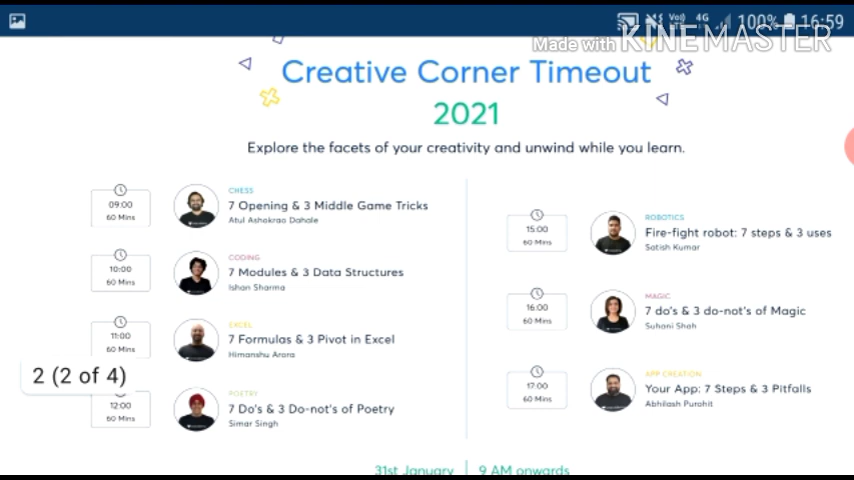 Vo))
4G
100% 16:59
Made with KINEMASTER
Creative Corner Timeout
2021
Explore the facets of your creativity and unwind while you learn.
09:00
60 Mins
CHESS
7 Opening & 3 Middle Game Tricks
Atul Ashokrao Dahale
10:00
60 Mins
CODING
7 Modules & 3 Data Structures
Ishan Sharma
11:00
60 Mins
EXCEL
7 Formulas & 3 Pivot in Excel
Himanshu Arora
2 (2 of 4)
12:00
60 Mins
POETRY
7 Do's & 3 Do-not's of Poetry
Simar Singh
15:00
60 Mins
ROBOTICS
Fire-fight robot: 7 steps & 3 uses
Satish Kumar
16:00
60 Mins
MAGIC
7 do's & 3 do-not's of Magic
Suhani Shah
17:00
60 Mins
APP CREATION
Your App: 7 Steps & 3 Pitfalls
Abhilash Purohit
31st January 9 AM onwards